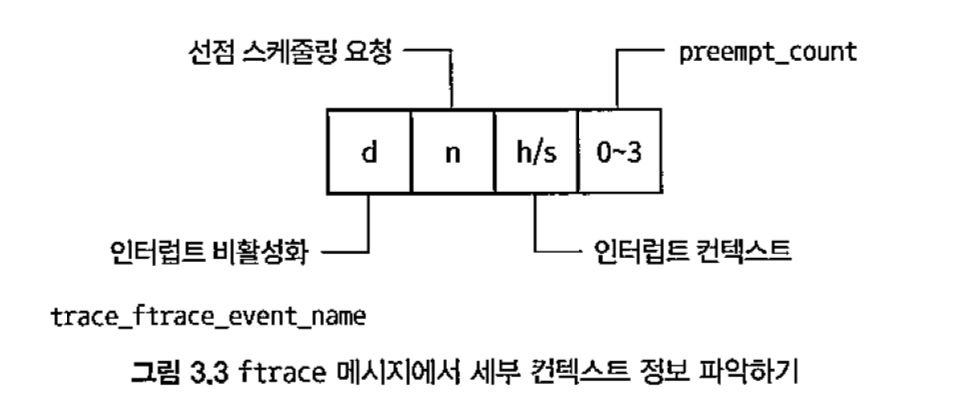 선점 스케줄링 요청
preempt_count
d n h/s 0~3
인터럽트 비활성화
인터럽트 컨텍스트
trace_ftrace_event_name
그림 3.3 ftrace 메시지에서 세부 컨텍스트 정보 파악하기